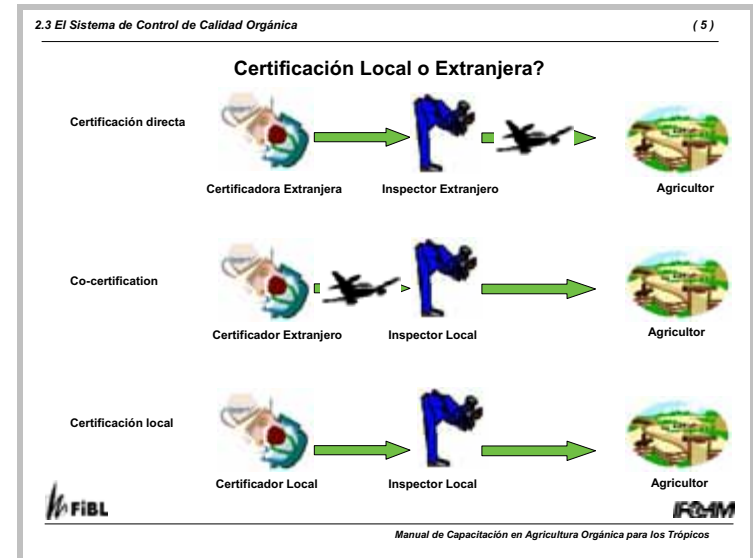 2.3 El Sistema de Control de Calidad Orgánica ( 5 )
Certificación Local o Extranjera?
Certificación directa
Certificadora Extranjera Inspector Extranjero Agricultor
Co-certification
Certificador Extranjero Inspector Local Agricultor
Certificación local
Certificador Local Inspector Local Agricultor
FiBL IFOAM
Manual de Capacitación en Agricultura Orgánica para los Trópicos